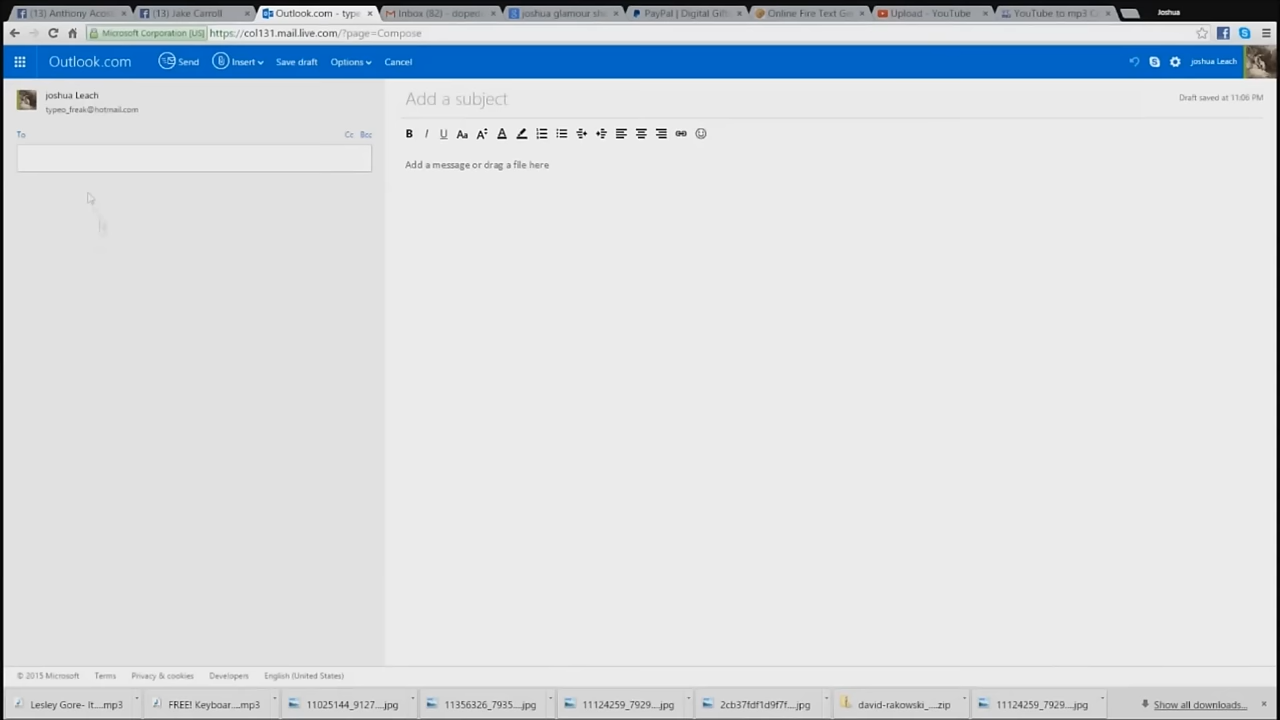 (13) Anthony Acos
(13) Jake Carroll
Outlook.com - type
Inbox (82) - doped
joshua glamour sh
PayPal | Digital Gift
Online Fire Text Ge
Upload - YouTube
YouTube to mp3 C
Joshua
Microsoft Corporation [US]
https://col131.mail.live.com/?page=Compose
Outlook.com
Send
Insert
Save draft
Options
Cancel
joshua Leach
joshua Leach
typeo_freak@hotmail.com
Add a subject
Draft saved at 11:06 PM
To
Cc
Bcc
B I U Aa A A
Add a message or drag a file here
© 2015 Microsoft
Terms
Privacy & cookies
Developers
English (United States)
Lesley Gore- It....mp3
FREE! Keyboar....mp3
11025144_9127....jpg
11356326_7935....jpg
11124259_7929....jpg
2cb37fdf1d9f7f....jpg
david-rakowski_....zip
11124259_7929....jpg
Show all downloads...